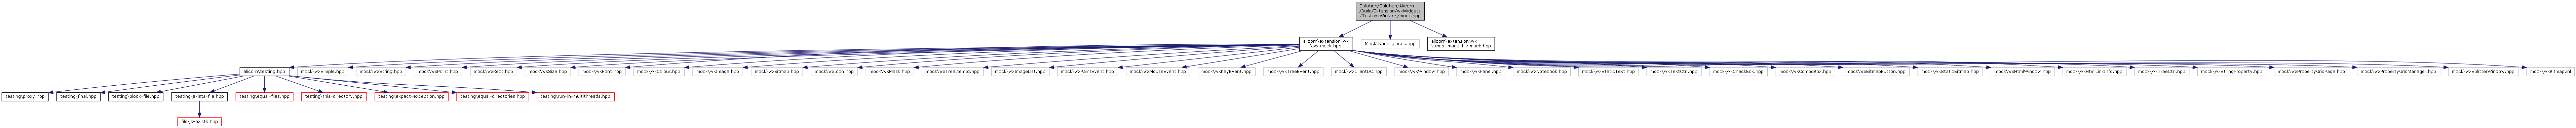 Solution/Solution/Alicorn
/Build/Extension/wxWidgets
/Test.wxWidgets/mock.hpp
alicorn\extension\wx
\wx.mock.hpp
Mock\Namespaces.hpp
alicorn\extension\wx
\temp-image-file.mock.hpp
alicorn\testing.hpp
mock\wxSimple.hpp
mock\wxString.hpp
mock\wxPoint.hpp
mock\wxRect.hpp
mock\wxSize.hpp
mock\wxFont.hpp
mock\wxColour.hpp
mock\wxImage.hpp
mock\wxBitmap.hpp
mock\wxIcon.hpp
mock\wxMask.hpp
mock\wxTreeItemId.hpp
mock\wxImageList.hpp
mock\wxPaintEvent.hpp
mock\wxMouseEvent.hpp
mock\wxKeyEvent.hpp
mock\wxTreeEvent.hpp
mock\wxClientDC.hpp
mock\wxWindow.hpp
mock\wxPanel.hpp
mock\wxNotebook.hpp
mock\wxStaticText.hpp
mock\wxTextCtrl.hpp
mock\wxCheckBox.hpp
mock\wxComboBox.hpp
mock\wxBitmapButton.hpp
mock\wxStaticBitmap.hpp
mock\wxHtmlWindow.hpp
mock\wxHtmlLinkInfo.hpp
mock\wxTreeCtrl.hpp
mock\wxStringProperty.hpp
mock\wxPropertyGridPage.hpp
mock\wxPropertyGridManager.hpp
mock\wxSplitterWindow.hpp
mock\wxBitmap.inl
testing\proxy.hpp
testing\final.hpp
testing\block-file.hpp
testing\exists-file.hpp
testing\equal-files.hpp
testing\this-directory.hpp
testing\expect-exception.hpp
testing\equal-directories.hpp
testing\run-in-multithreads.hpp
file\s-exists.hpp